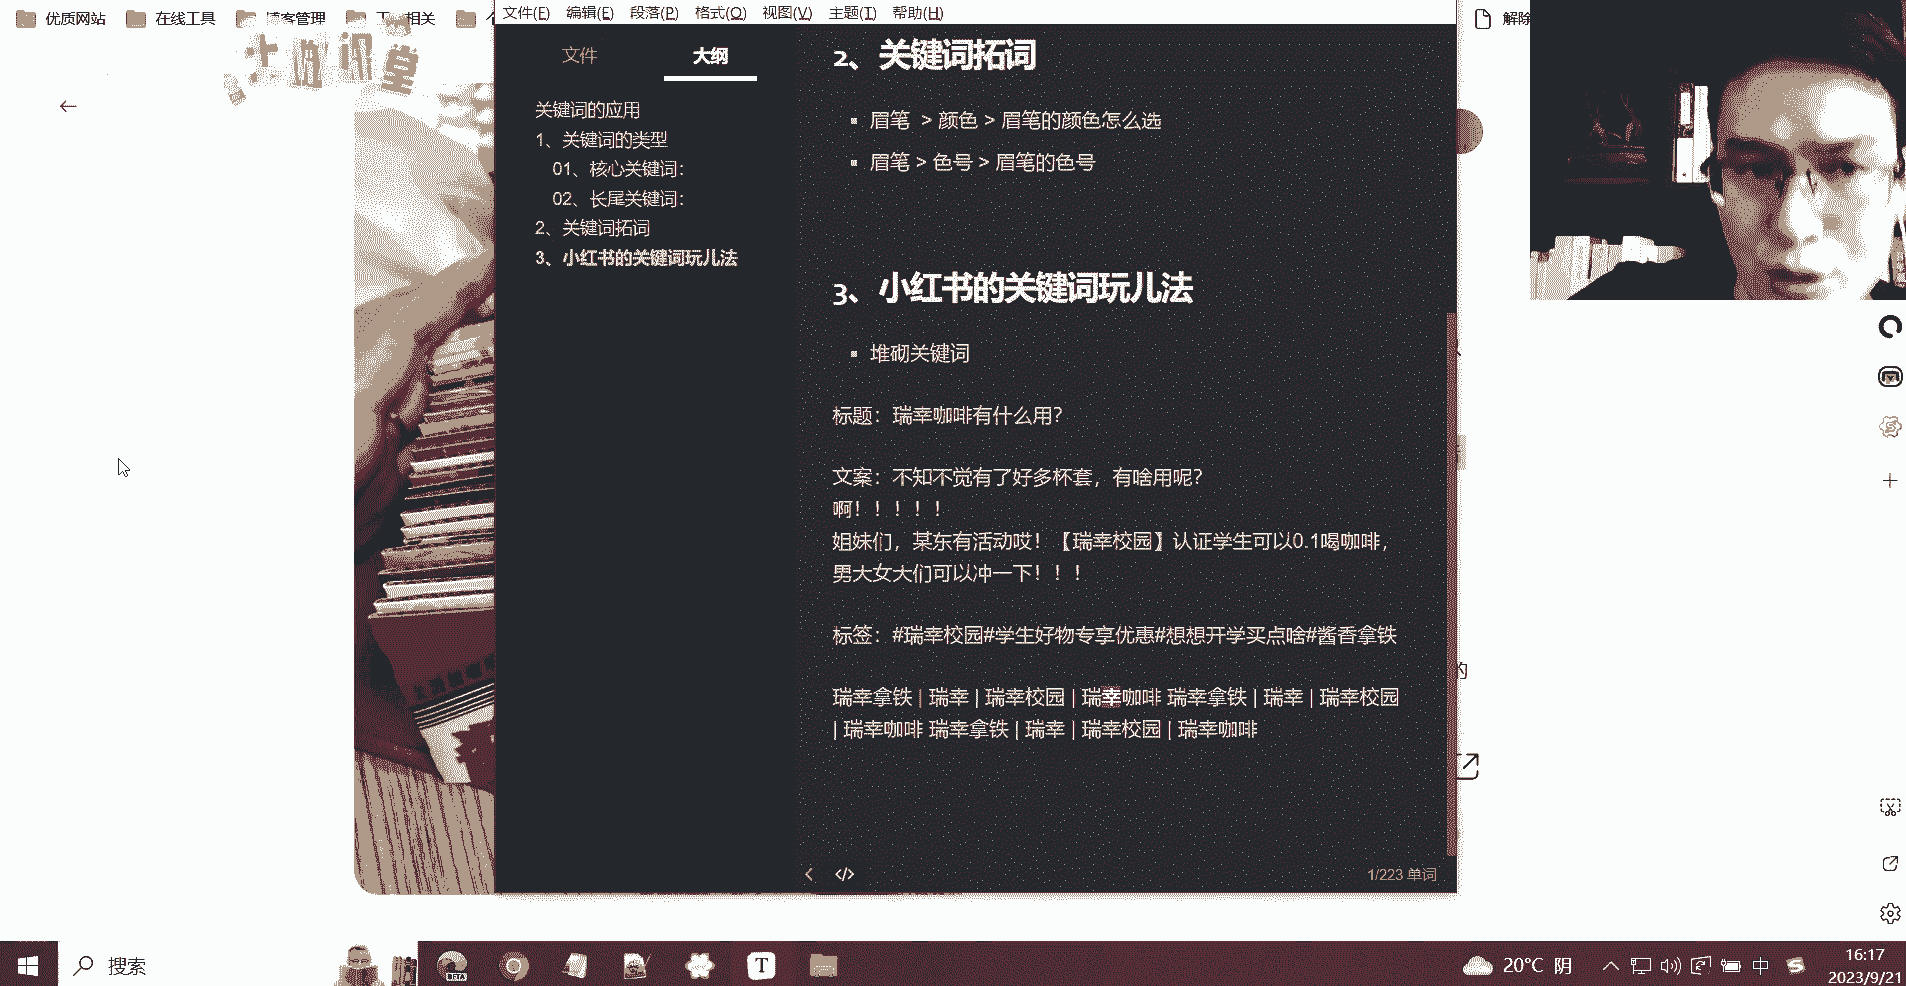 优质网站
在线工具
博客管理
文件(F) 编辑(E) 段落(P) 格式(O) 视图(V) 主题(T) 帮助(H)
解除
文件 大纲
关键词的应用
1、关键词的类型
01、核心关键词：
02、长尾关键词：
2、关键词拓词
3、小红书的关键词玩儿法
2、关键词拓词
眉笔 > 颜色 > 眉笔的颜色怎么选
眉笔 > 色号 > 眉笔的色号
3、小红书的关键词玩儿法
堆砌关键词
标题：瑞幸咖啡有什么用？
文案：不知不觉有了好多杯套，有啥用呢？
啊！！！！！
姐妹们，某东有活动哎！【瑞幸校园】认证学生可以0.1喝咖啡，
男大女大们可以冲一下！！！
标签：#瑞幸校园#学生好物专享优惠#想想开学买点啥#酱香拿铁
瑞幸拿铁 | 瑞幸 | 瑞幸校园 | 瑞幸咖啡 瑞幸拿铁 | 瑞幸 | 瑞幸校园
| 瑞幸咖啡 瑞幸拿铁 | 瑞幸 | 瑞幸校园 | 瑞幸咖啡
的
1/223 单词
搜索
BETA
T
20°C 阴
中
16:17
2023/9/21